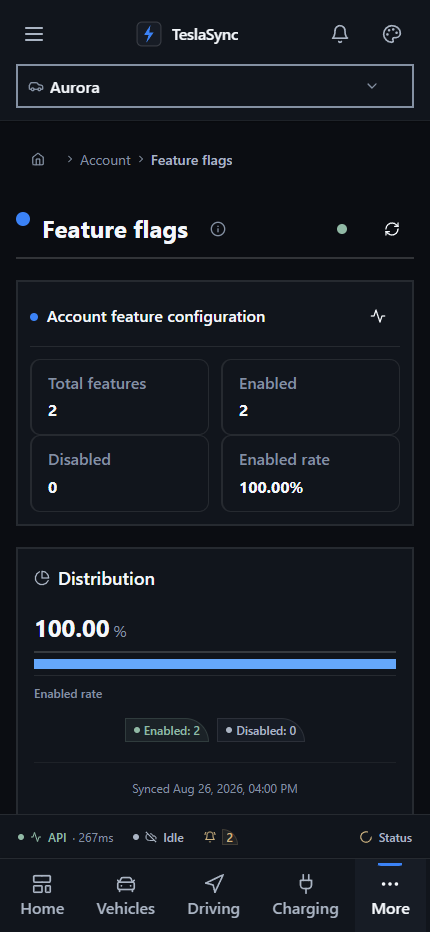 TeslaSync
Aurora
Account
Feature flags
Feature flags
Account feature configuration
Total features
2
Enabled
2
Disabled
0
Enabled rate
100.00%
Distribution
100.00 %
Enabled rate
Enabled: 2
Disabled: 0
Synced Aug 26, 2026, 04:00 PM
API · 267ms
Idle
2
Status
Home
Vehicles
Driving
Charging
More